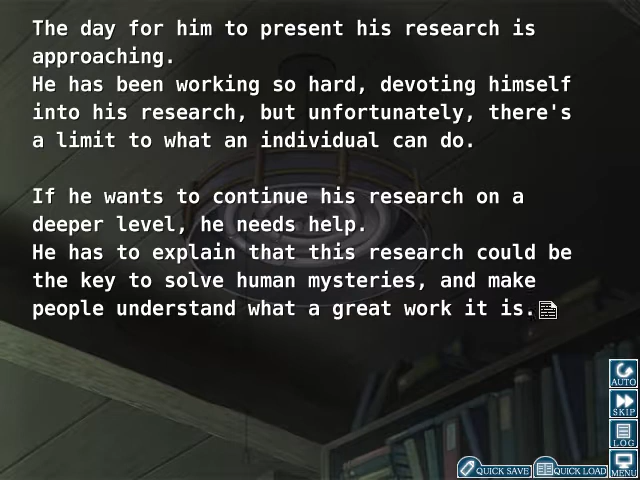 The day for him to present his research is
approaching.
He has been working so hard, devoting himself
into his research, but unfortunately, there's
a limit to what an individual can do.
If he wants to continue his research on a
deeper level, he needs help.
He has to explain that this research could be
the key to solve human mysteries, and make
people understand what a great work it is.
AUTO
SKIP
LOG
QUICK SAVE
QUICK LOAD
MENU